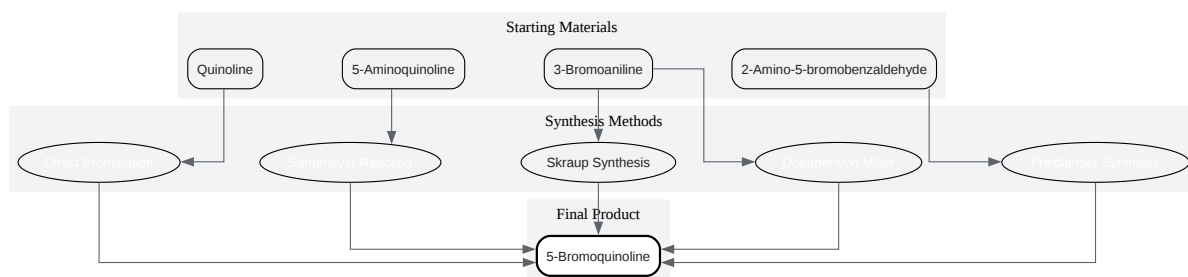 Starting Materials
Quinoline
5-Aminoquinoline
3-Bromoaniline
2-Amino-5-bromobenzaldehyde
Synthesis Methods
Direct Bromination
Sandmeyer Reaction
Skraup Synthesis
Doebner-von Miller
Friedländer Synthesis
Final Product
5-Bromoquinoline